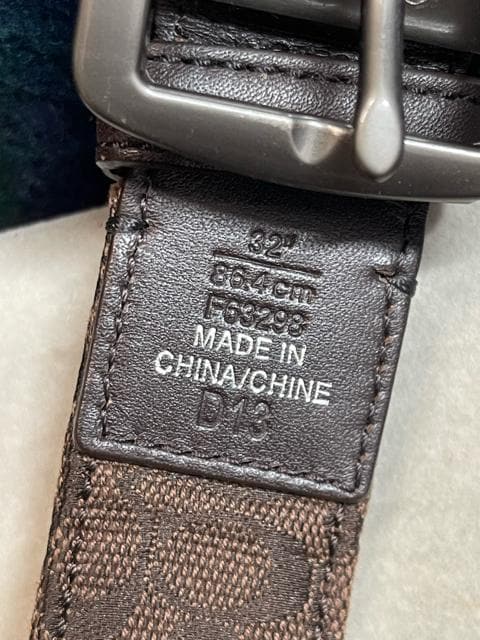 32"
86.4cm
F63298
MADE IN
CHINA/CHINE
D13